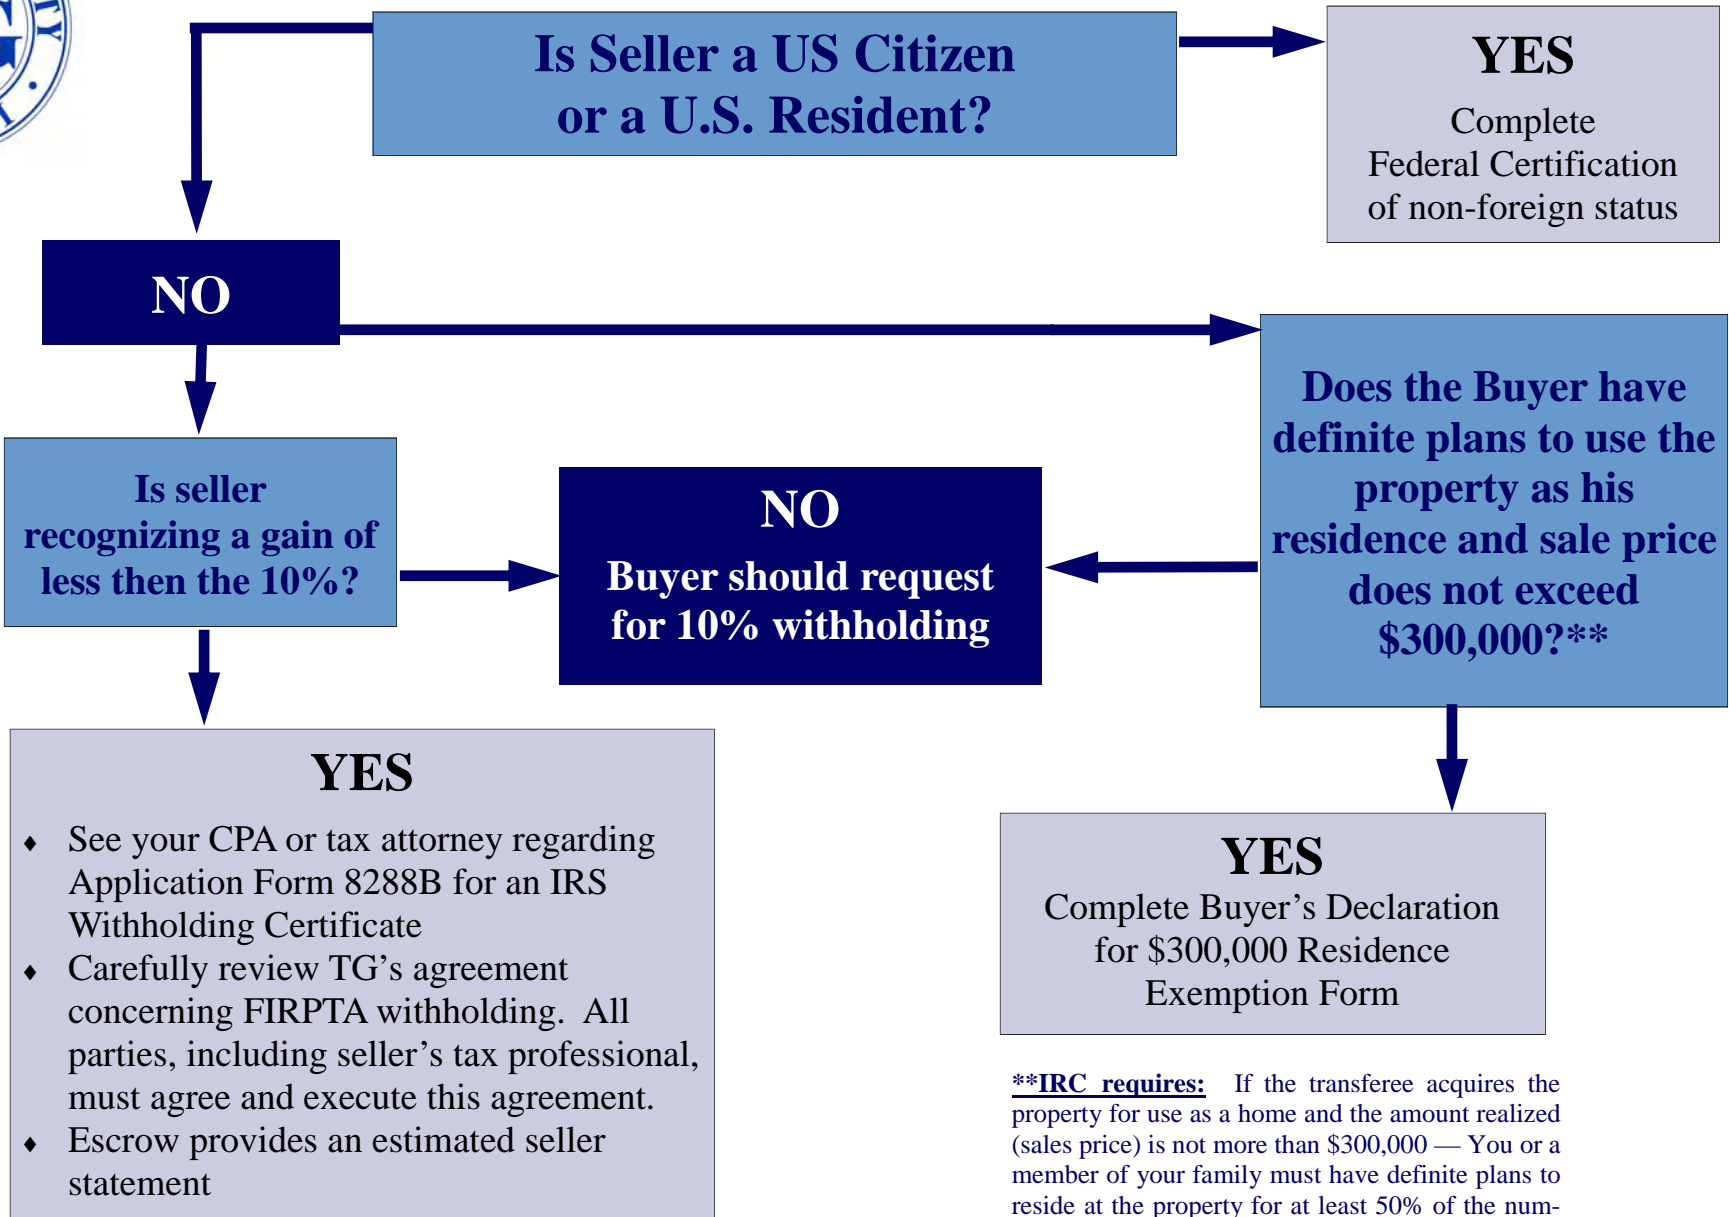 TY
G
I
Is Seller a US Citizen
or a U.S. Resident?
YES
Complete
Federal Certification
of non-foreign status
NO
Does the Buyer have
definite plans to use the
property as his
residence and sale price
does not exceed
$300,000?**
Is seller
recognizing a gain of
less then the 10%?
NO
Buyer should request
for 10% withholding
YES
♦ See your CPA or tax attorney regarding
Application Form 8288B for an IRS
Withholding Certificate
♦ Carefully review TG’s agreement
concerning FIRPTA withholding.  All
parties, including seller’s tax professional,
must agree and execute this agreement.
♦ Escrow provides an estimated seller
statement
YES
Complete Buyer’s Declaration
for $300,000 Residence
Exemption Form
**IRC requires:  If the transferee acquires the
property for use as a home and the amount realized
(sales price) is not more than $300,000 — You or a
member of your family must have definite plans to
reside at the property for at least 50% of the num-